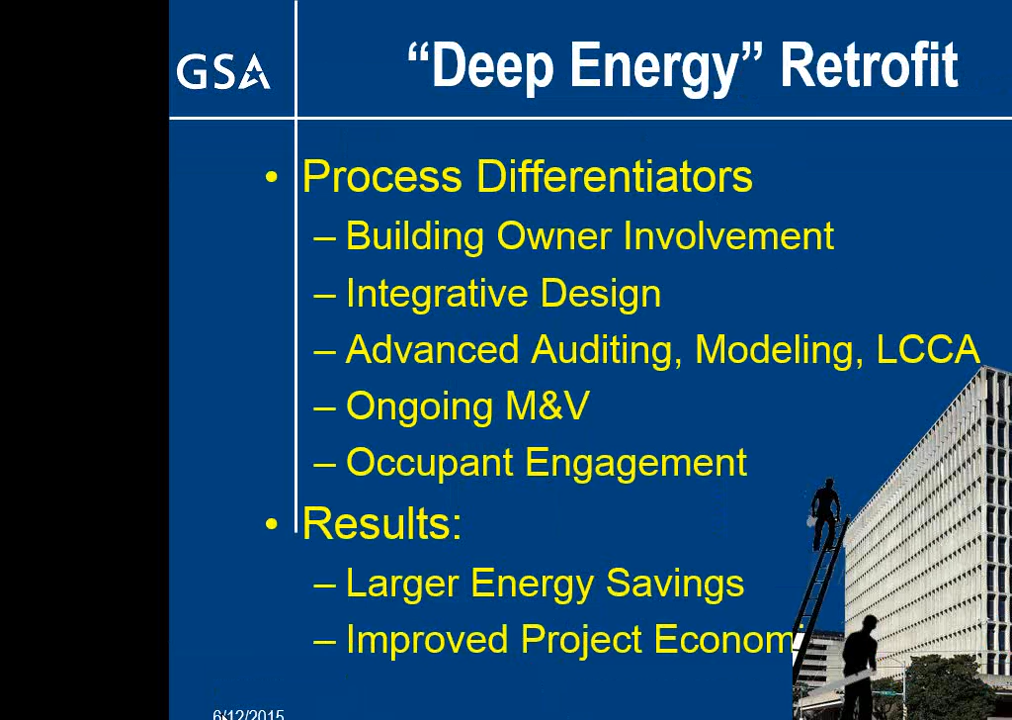 GSA
“Deep Energy” Retrofit
• Process Differentiators
– Building Owner Involvement
– Integrative Design
– Advanced Auditing, Modeling, LCCA
– Ongoing M&V
– Occupant Engagement
• Results:
– Larger Energy Savings
– Improved Project
6/12/2015